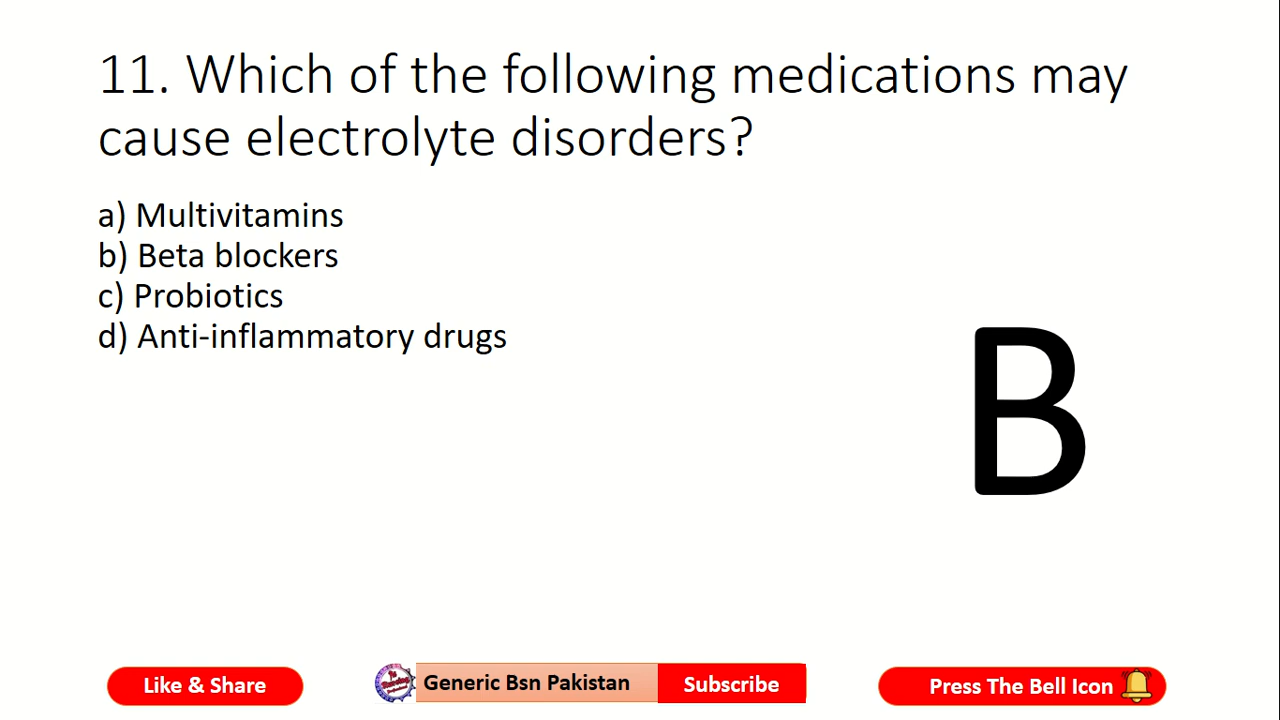 11. Which of the following medications may
cause electrolyte disorders?
a) Multivitamins
b) Beta blockers
c) Probiotics
d) Anti-inflammatory drugs
B
Like & Share
Generic Bsn Pakistan
Subscribe
Press The Bell Icon